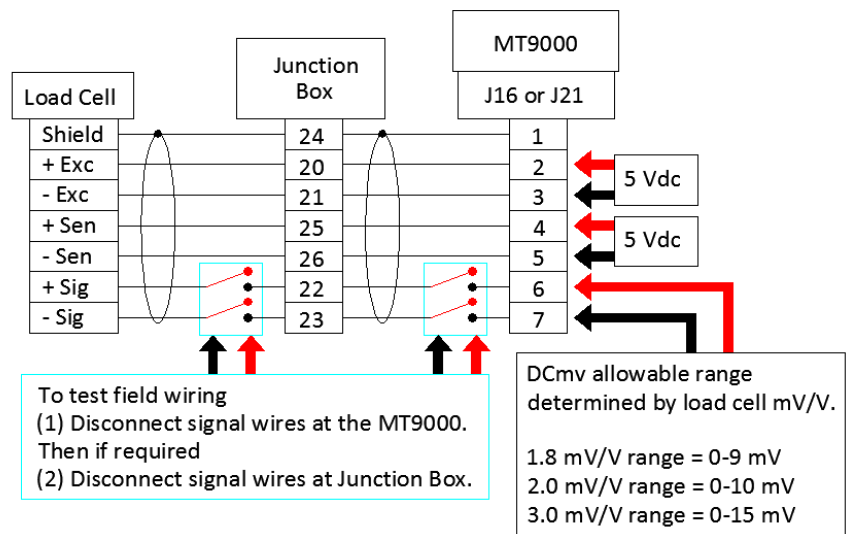 MT9000
Junction
Box
Load Cell
J16 or J21
Shield 24 1
+ Exc 20 2
- Exc 21 3
5 Vdc
+ Sen 25 4
- Sen 26 5
5 Vdc
+ Sig 22 6
- Sig 23 7
To test field wiring
(1) Disconnect signal wires at the MT9000.
Then if required
(2) Disconnect signal wires at Junction Box.
DCmv allowable range
determined by load cell mV/V.
1.8 mV/V range = 0-9 mV
2.0 mV/V range = 0-10 mV
3.0 mV/V range = 0-15 mV